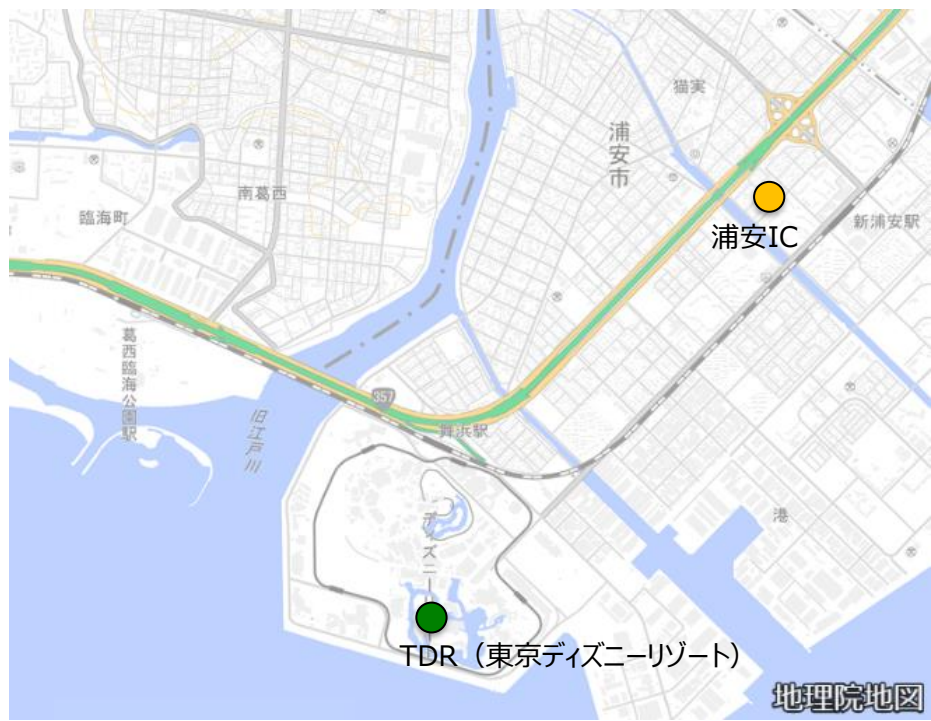 猫実
浦安市
南葛西
臨海町
浦安IC
新浦安駅
葛西臨海公園駅
357
旧江戸川
舞浜駅
港
ディズニーリ
TDR（東京ディズニーリゾート）
地理院地図